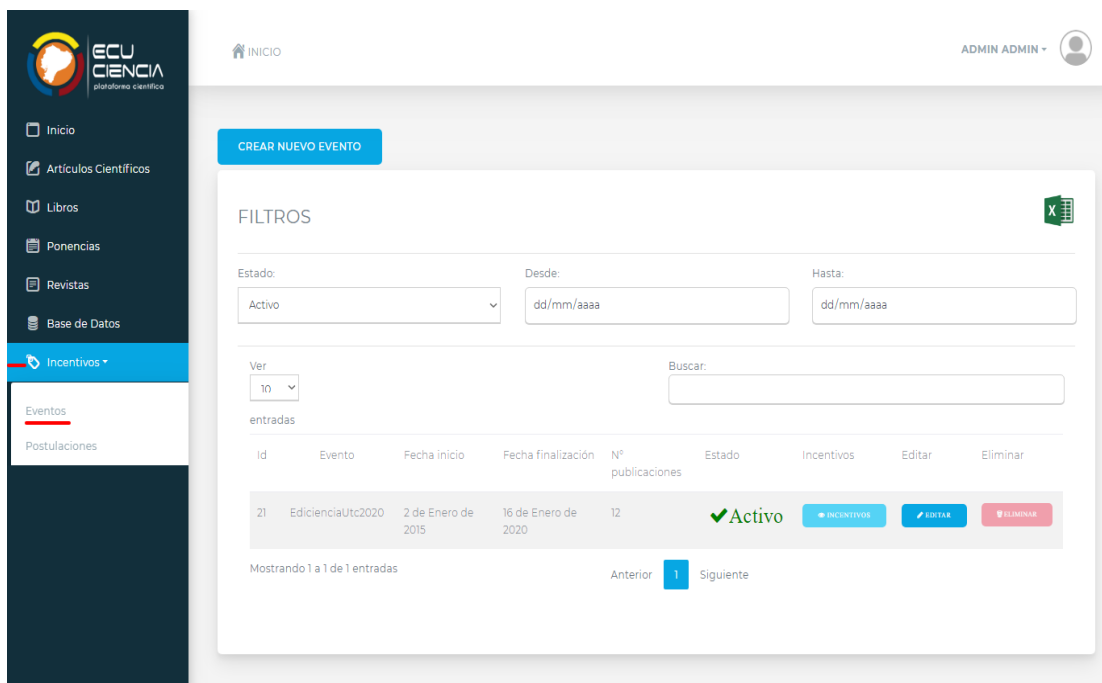 ECU
CIENCIA
plataforma científica
INICIO
ADMIN ADMIN
Inicio
Artículos Científicos
Libros
Ponencias
Revistas
Base de Datos
Incentivos
Eventos
Postulaciones
CREAR NUEVO EVENTO
FILTROS
X
Estado:
Desde:
Hasta:
Activo
dd/mm/aaaa
dd/mm/aaaa
Ver
10
entradas
Buscar:
Id Evento Fecha inicio Fecha finalización N° publicaciones Estado Incentivos Editar Eliminar
21 EdicienciaUtc2020 2 de Enero de 2015 16 de Enero de 2020 12 Activo INCENTIVOS EDITAR ELIMINAR
Mostrando 1 a 1 de 1 entradas
Anterior 1 Siguiente